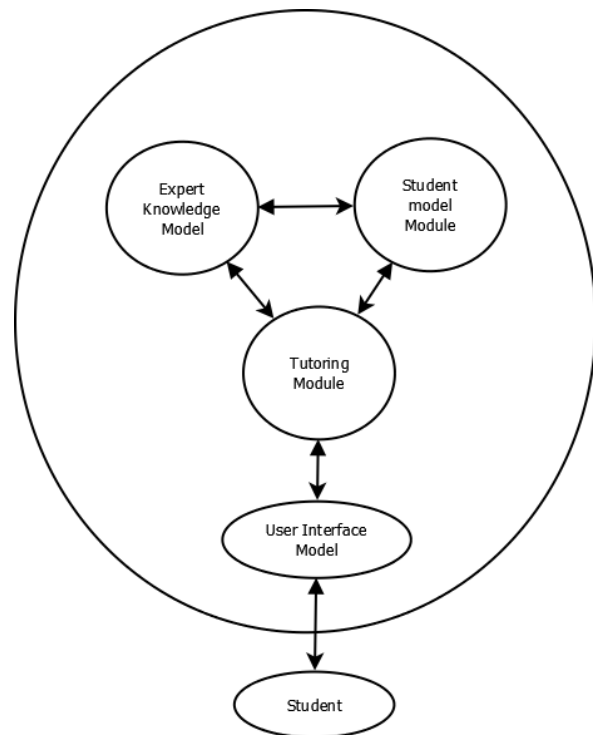 Expert
Knowledge
Model
Student
model
Module
Tutoring
Module
User Interface
Model
Student